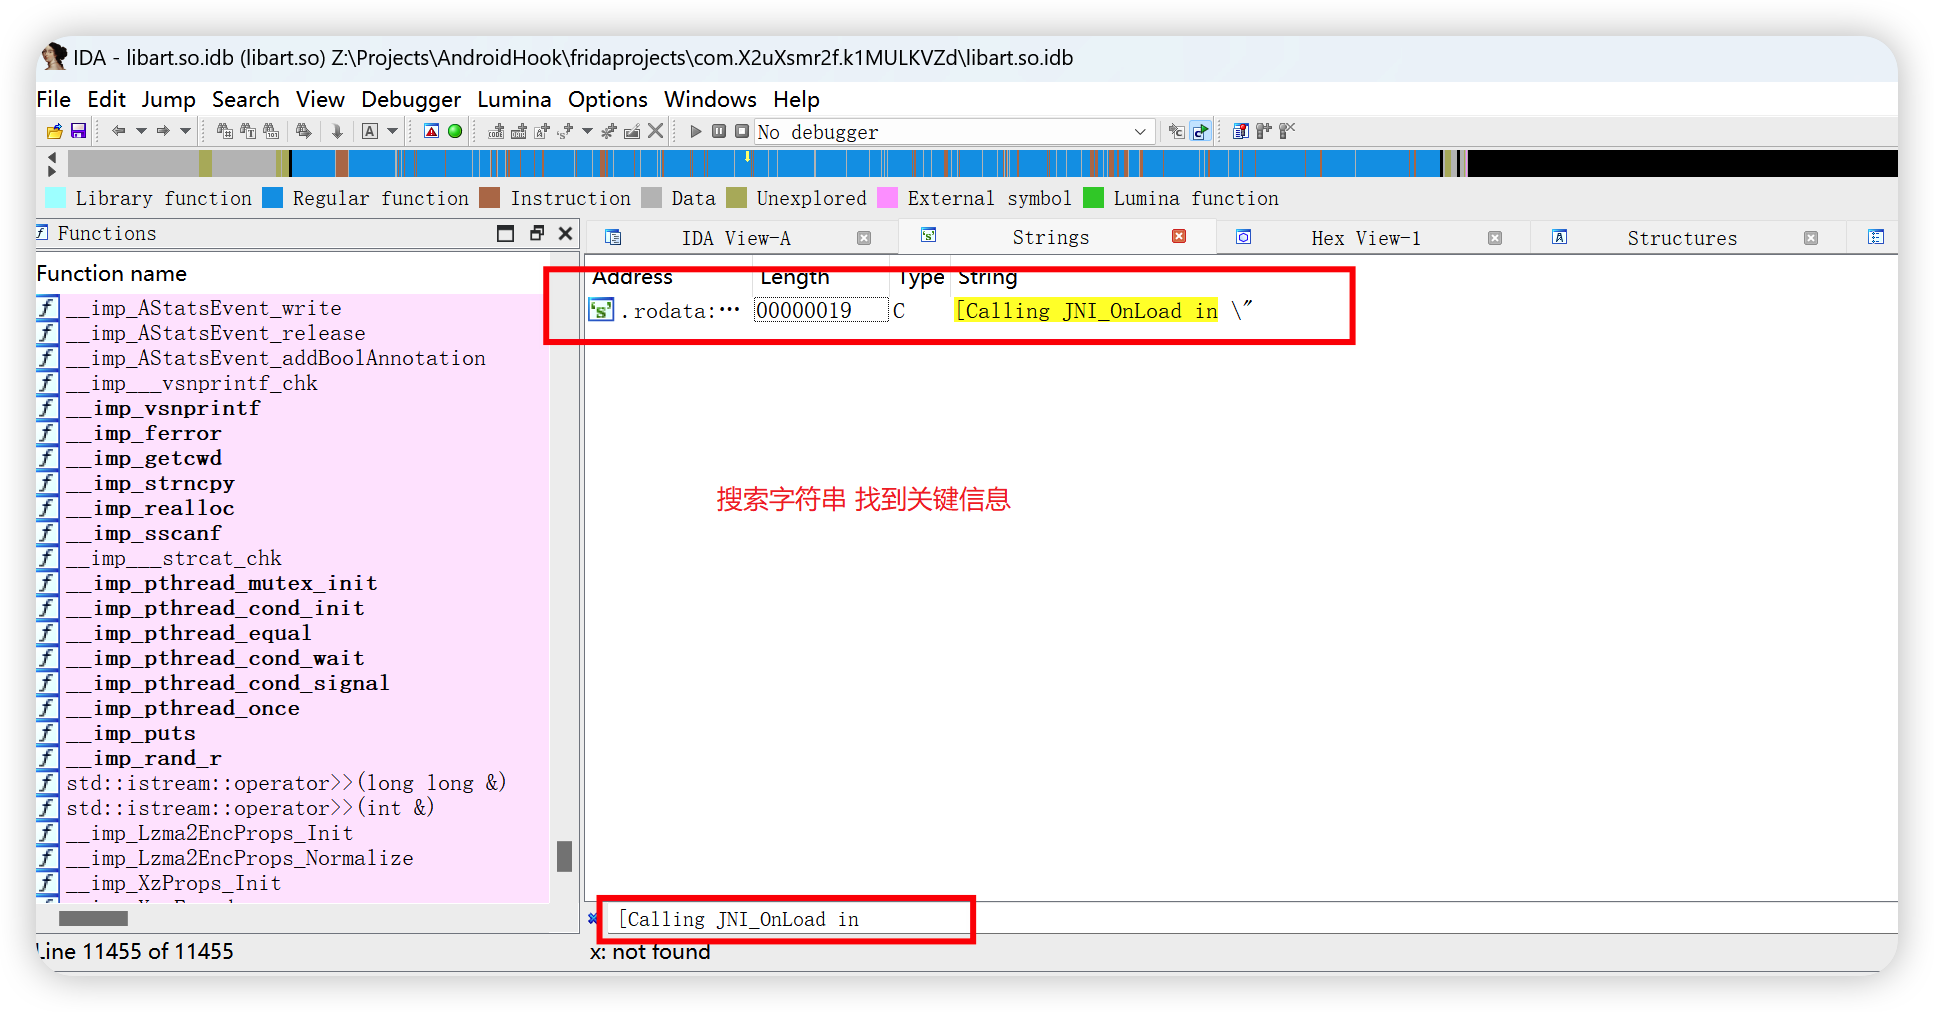 IDA - libart.so.idb (libart.so) Z:\Projects\AndroidHook\fridaprojects\com.X2uXsmr2f.k1MULKVZd\libart.so.idb
File Edit Jump Search View Debugger Lumina Options Windows Help
No debugger
Library function Regular function Instruction Data Unexplored External symbol Lumina function
Functions
IDA View-A Strings Hex View-1 Structures
Function name
Address Length Type String
.rodata:… 00000019 C [Calling JNI_OnLoad in \"
__imp_AStatsEvent_write
__imp_AStatsEvent_release
__imp_AStatsEvent_addBoolAnnotation
__imp___vsnprintf_chk
__imp_vsnprintf
__imp_ferror
__imp_getcwd
__imp_strncpy
__imp_realloc
__imp_sscanf
__imp___strcat_chk
__imp_pthread_mutex_init
__imp_pthread_cond_init
__imp_pthread_equal
__imp_pthread_cond_wait
__imp_pthread_cond_signal
__imp_pthread_once
__imp_puts
__imp_rand_r
std::istream::operator>>(long long &)
std::istream::operator>>(int &)
__imp_Lzma2EncProps_Init
__imp_Lzma2EncProps_Normalize
__imp_XzProps_Init
搜索字符串 找到关键信息
[Calling JNI_OnLoad in
Line 11455 of 11455
x: not found